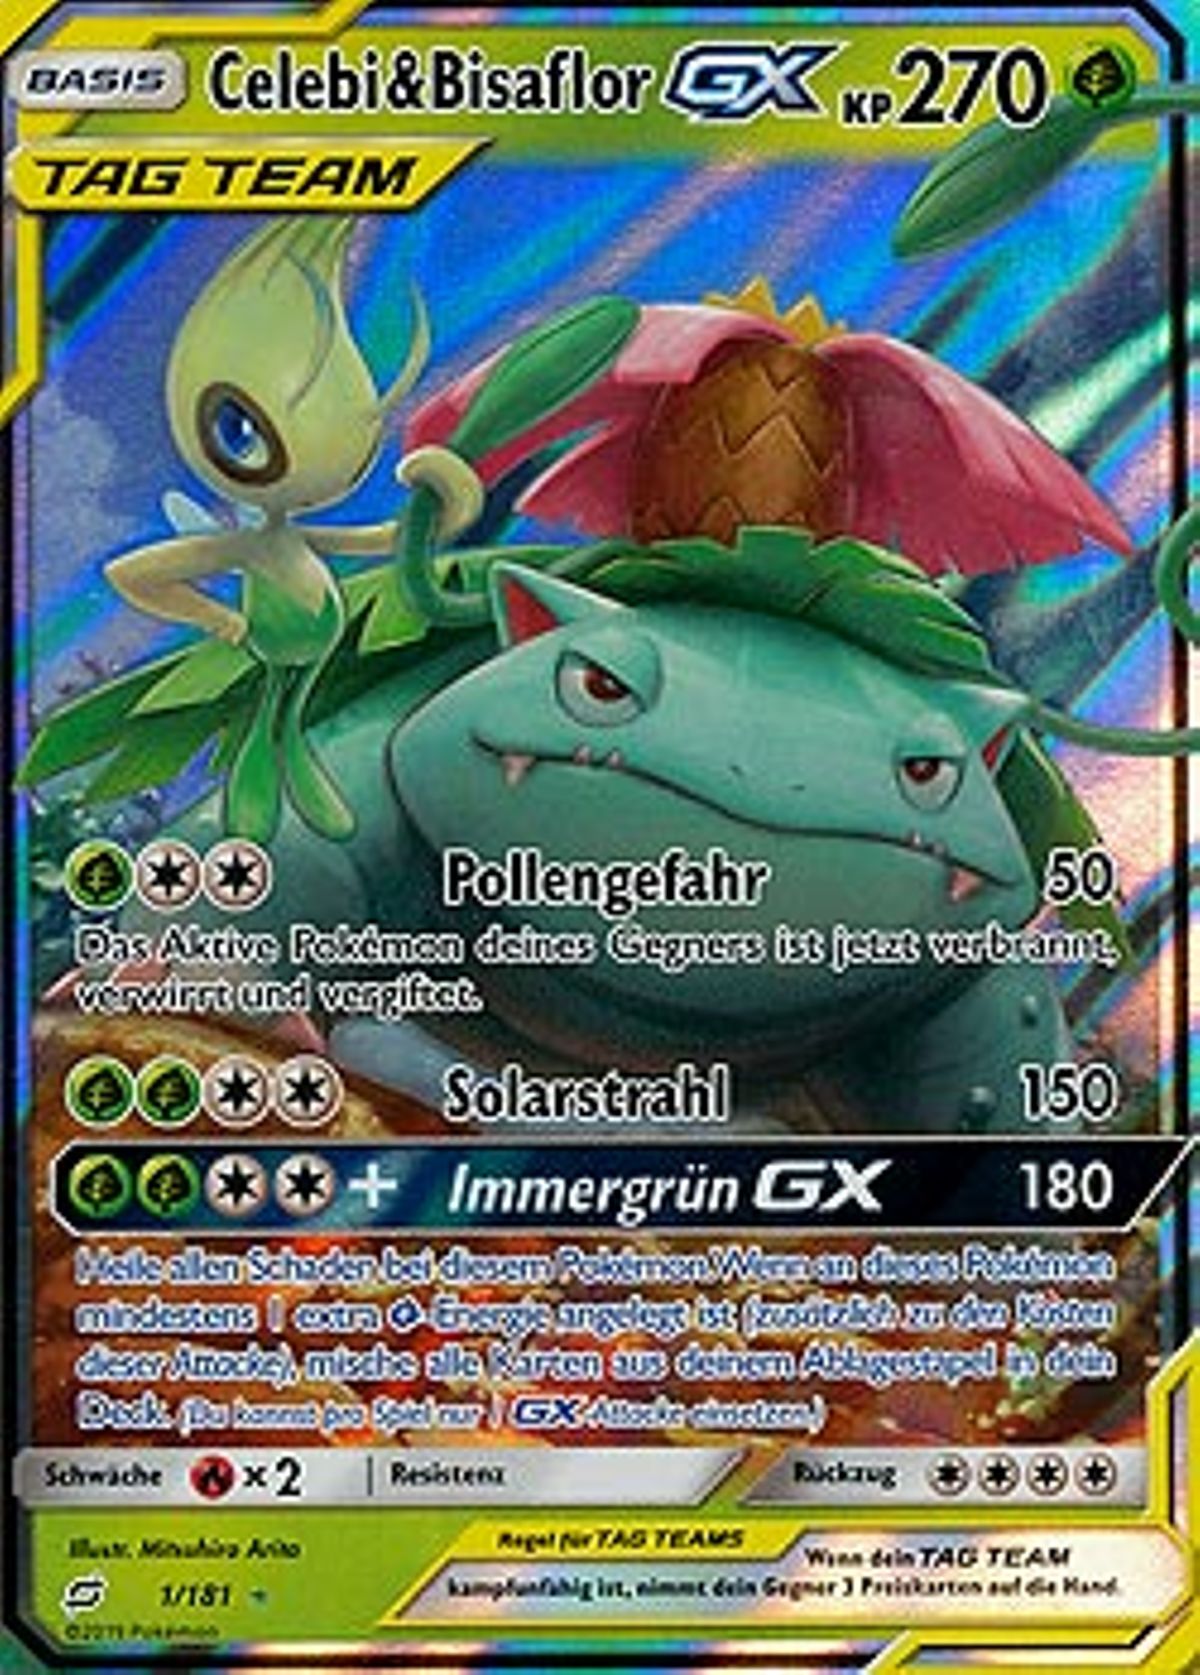 BASIS Celebi&Bisaflor GX KP 270
TAG TEAM
Pollengefahr 50
Das Aktive Pokémon deines Gegners ist jetzt verbrannt,
verwirrt und vergiftet.
Solarstrahl 150
+ Immergrün GX 180
Heile allen Schaden bei diesem Pokémon. Wenn an dieses Pokémon
mindestens 1 extra -Energie angelegt ist (zusätzlich zu den Kosten
dieser Attacke), mische alle Karten aus deinem Ablagestapel in dein
Deck. (Du kannst pro Spiel nur 1 GX-Attacke einsetzen.)
Schwäche x2 Resistenz Rückzug
Illustr. Mitsuhiro Arita
Regel für TAG TEAMS
Wenn dein TAG TEAM
kampfunfähig ist, nimmt dein Gegner 3 Preiskarten auf die Hand.
1/181
©2019 Pokémon